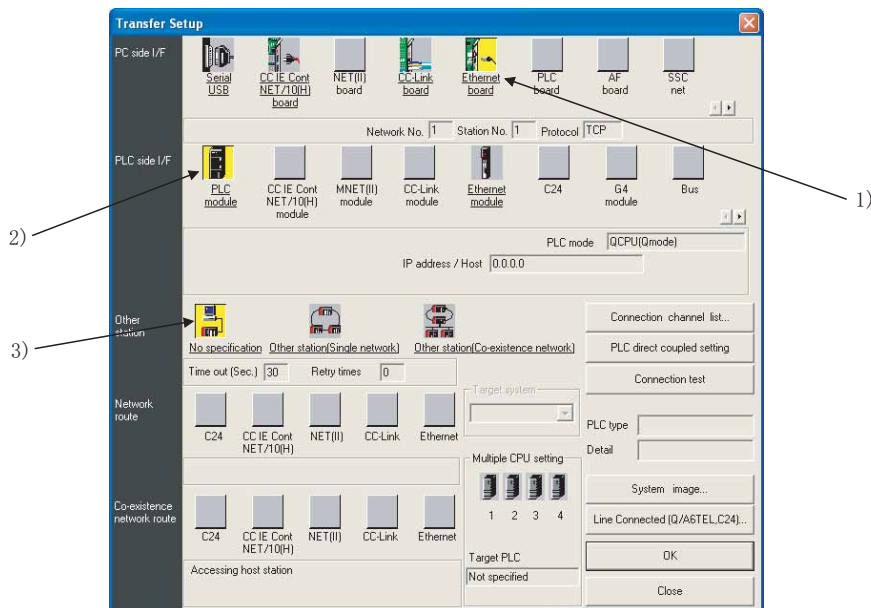 Transfer Setup
PC side I/F
Serial
USB
CC IE Cont
NET/10(H)
board
NET(II)
board
CC-Link
board
Ethernet
board
PLC
board
AF
board
SSC
net
Network No. 1 Station No. 1 Protocol TCP
1)
PLC side I/F
PLC
module
CC IE Cont
NET/10(H)
module
MNET(II)
module
CC-Link
module
Ethernet
module
C24
G4
module
Bus
2)
PLC mode QCPU(Qmode)
IP address / Host 0.0.0.0
Other
station
3)
No specification
Other station(Single network)
Other station(Co-existence network)
Time out (Sec.) 30 Retry times 0
Connection channel list...
PLC direct coupled setting
Connection test
Target system
Network
route
C24
CC IE Cont
NET/10(H)
NET(II)
CC-Link
Ethernet
PLC type
Detail
Multiple CPU setting
1 2 3 4
System image...
Line Connected (Q/A6TEL,C24)...
Co-existence
network route
C24
CC IE Cont
NET/10(H)
NET(II)
CC-Link
Ethernet
Accessing host station
Target PLC
Not specified
OK
Close